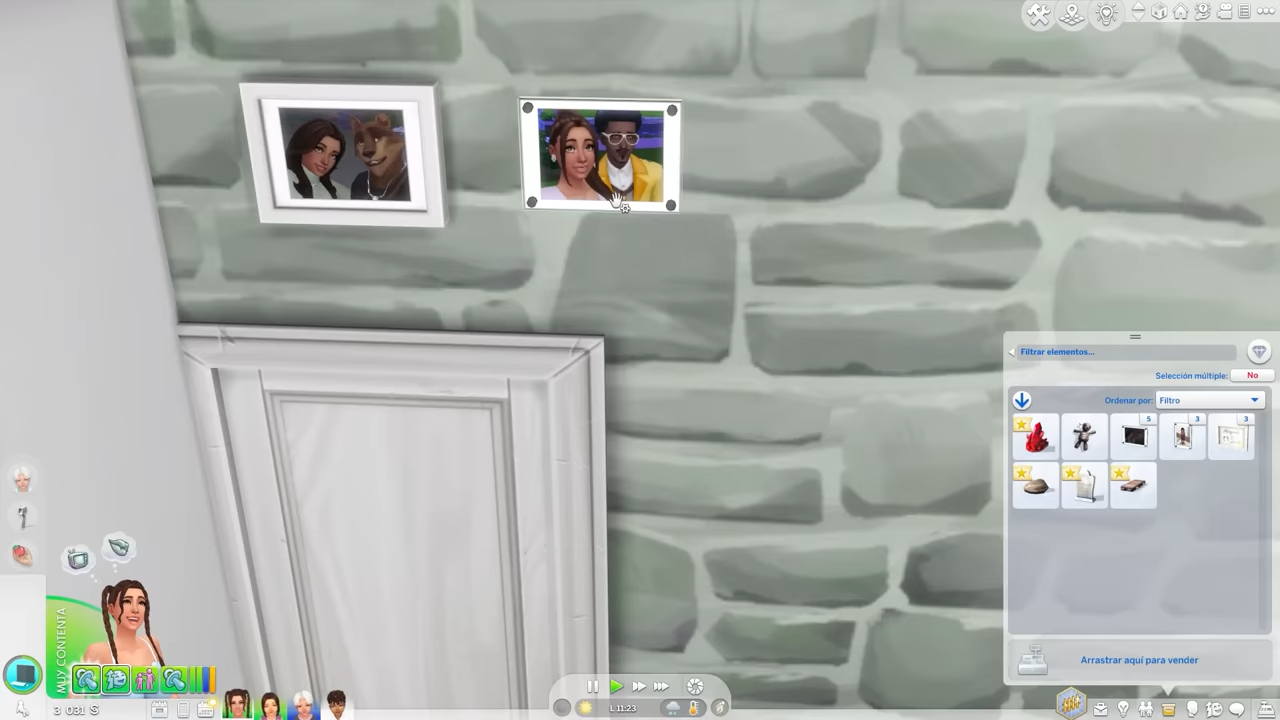 Filtrar elementos...
Selección múltiple: No
Ordenar por: Filtro
5
3
3
Arrastrar aquí para vender
MUY CONTENTA
3 031 S
L 11:23